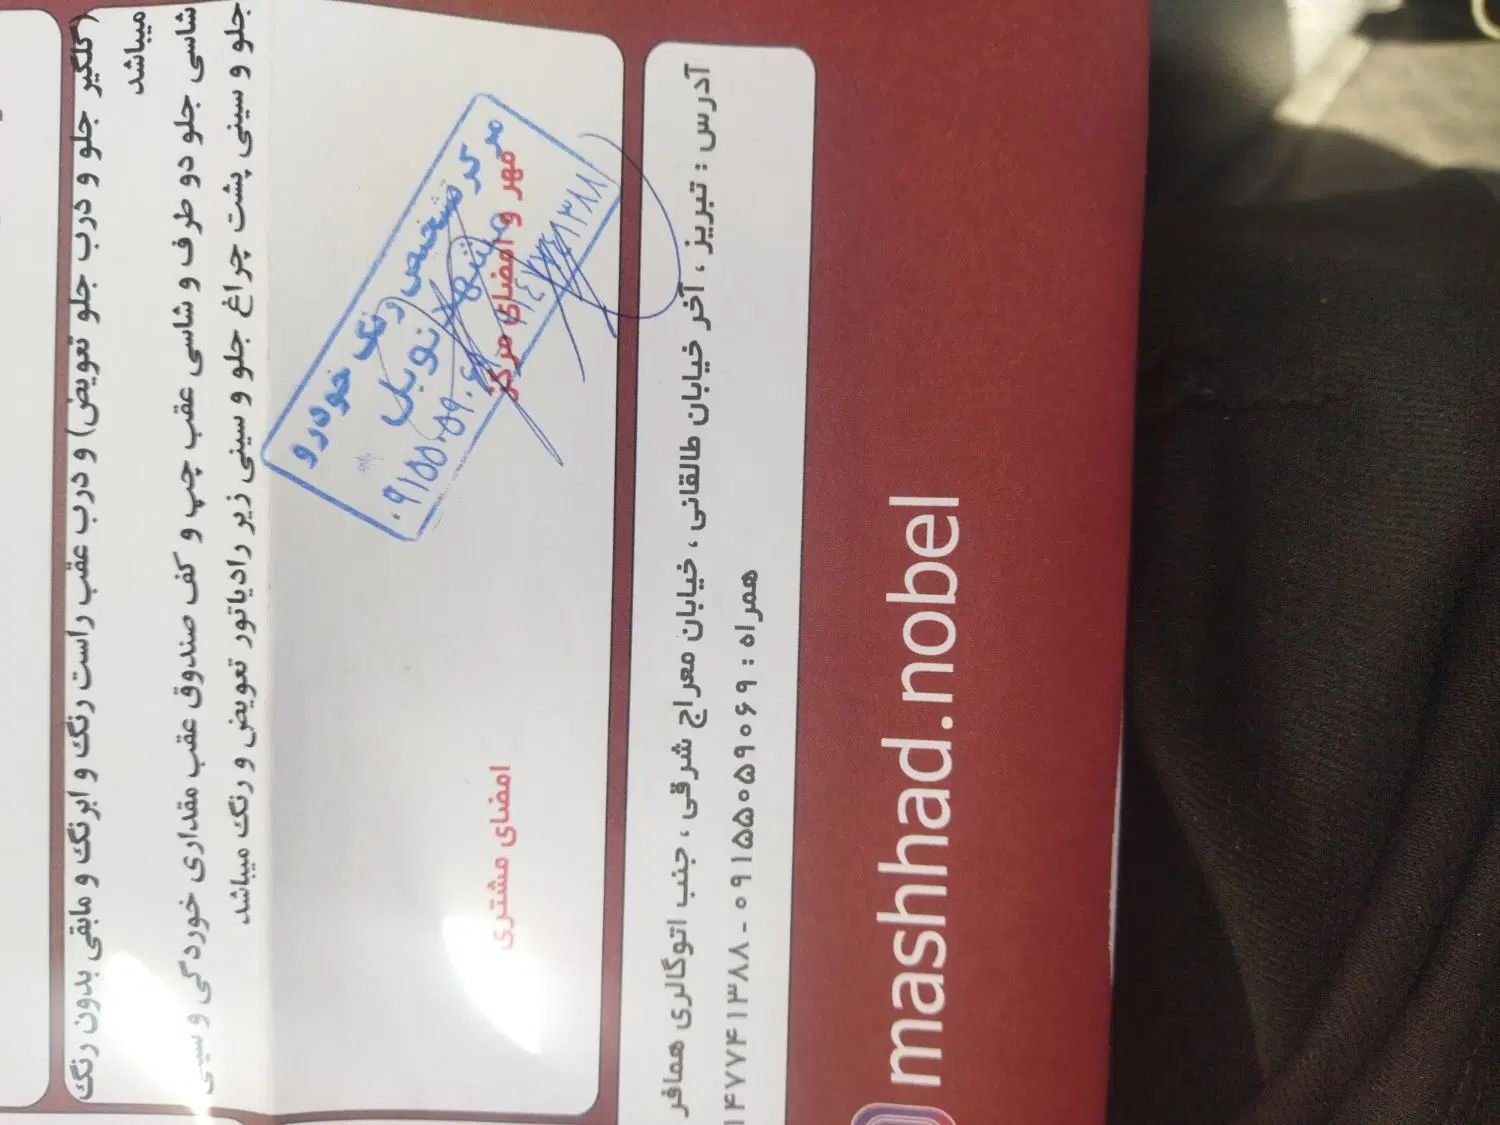 (گلگیر جلو و درب جلو تعویض) و درب عقب راست رنگ و ابرنگ و مابقی بدون رنگ
میباشد
شاسی جلو دو طرف و شاسی عقب چپ و کف صندوق عقب مقداری خوردگی و سینی
جلو و سینی پشت چراغ جلو و سینی زیر رادیاتور تعویض و رنگ میباشد
مرکز تشخیص رنگ خودرو
مشهد نوبل
مهر و امضای مرکز
امضای مشتری
آدرس : تبریز ، آخر خیابان طالقانی ، خیابان معراج شرقی ، جنب اتوگالری همافر
همراه : ۰۹۱۵۵۰۵۹۰۶۹ - ۱۴۷۷۴۱۳۸۸
mashhad.nobel